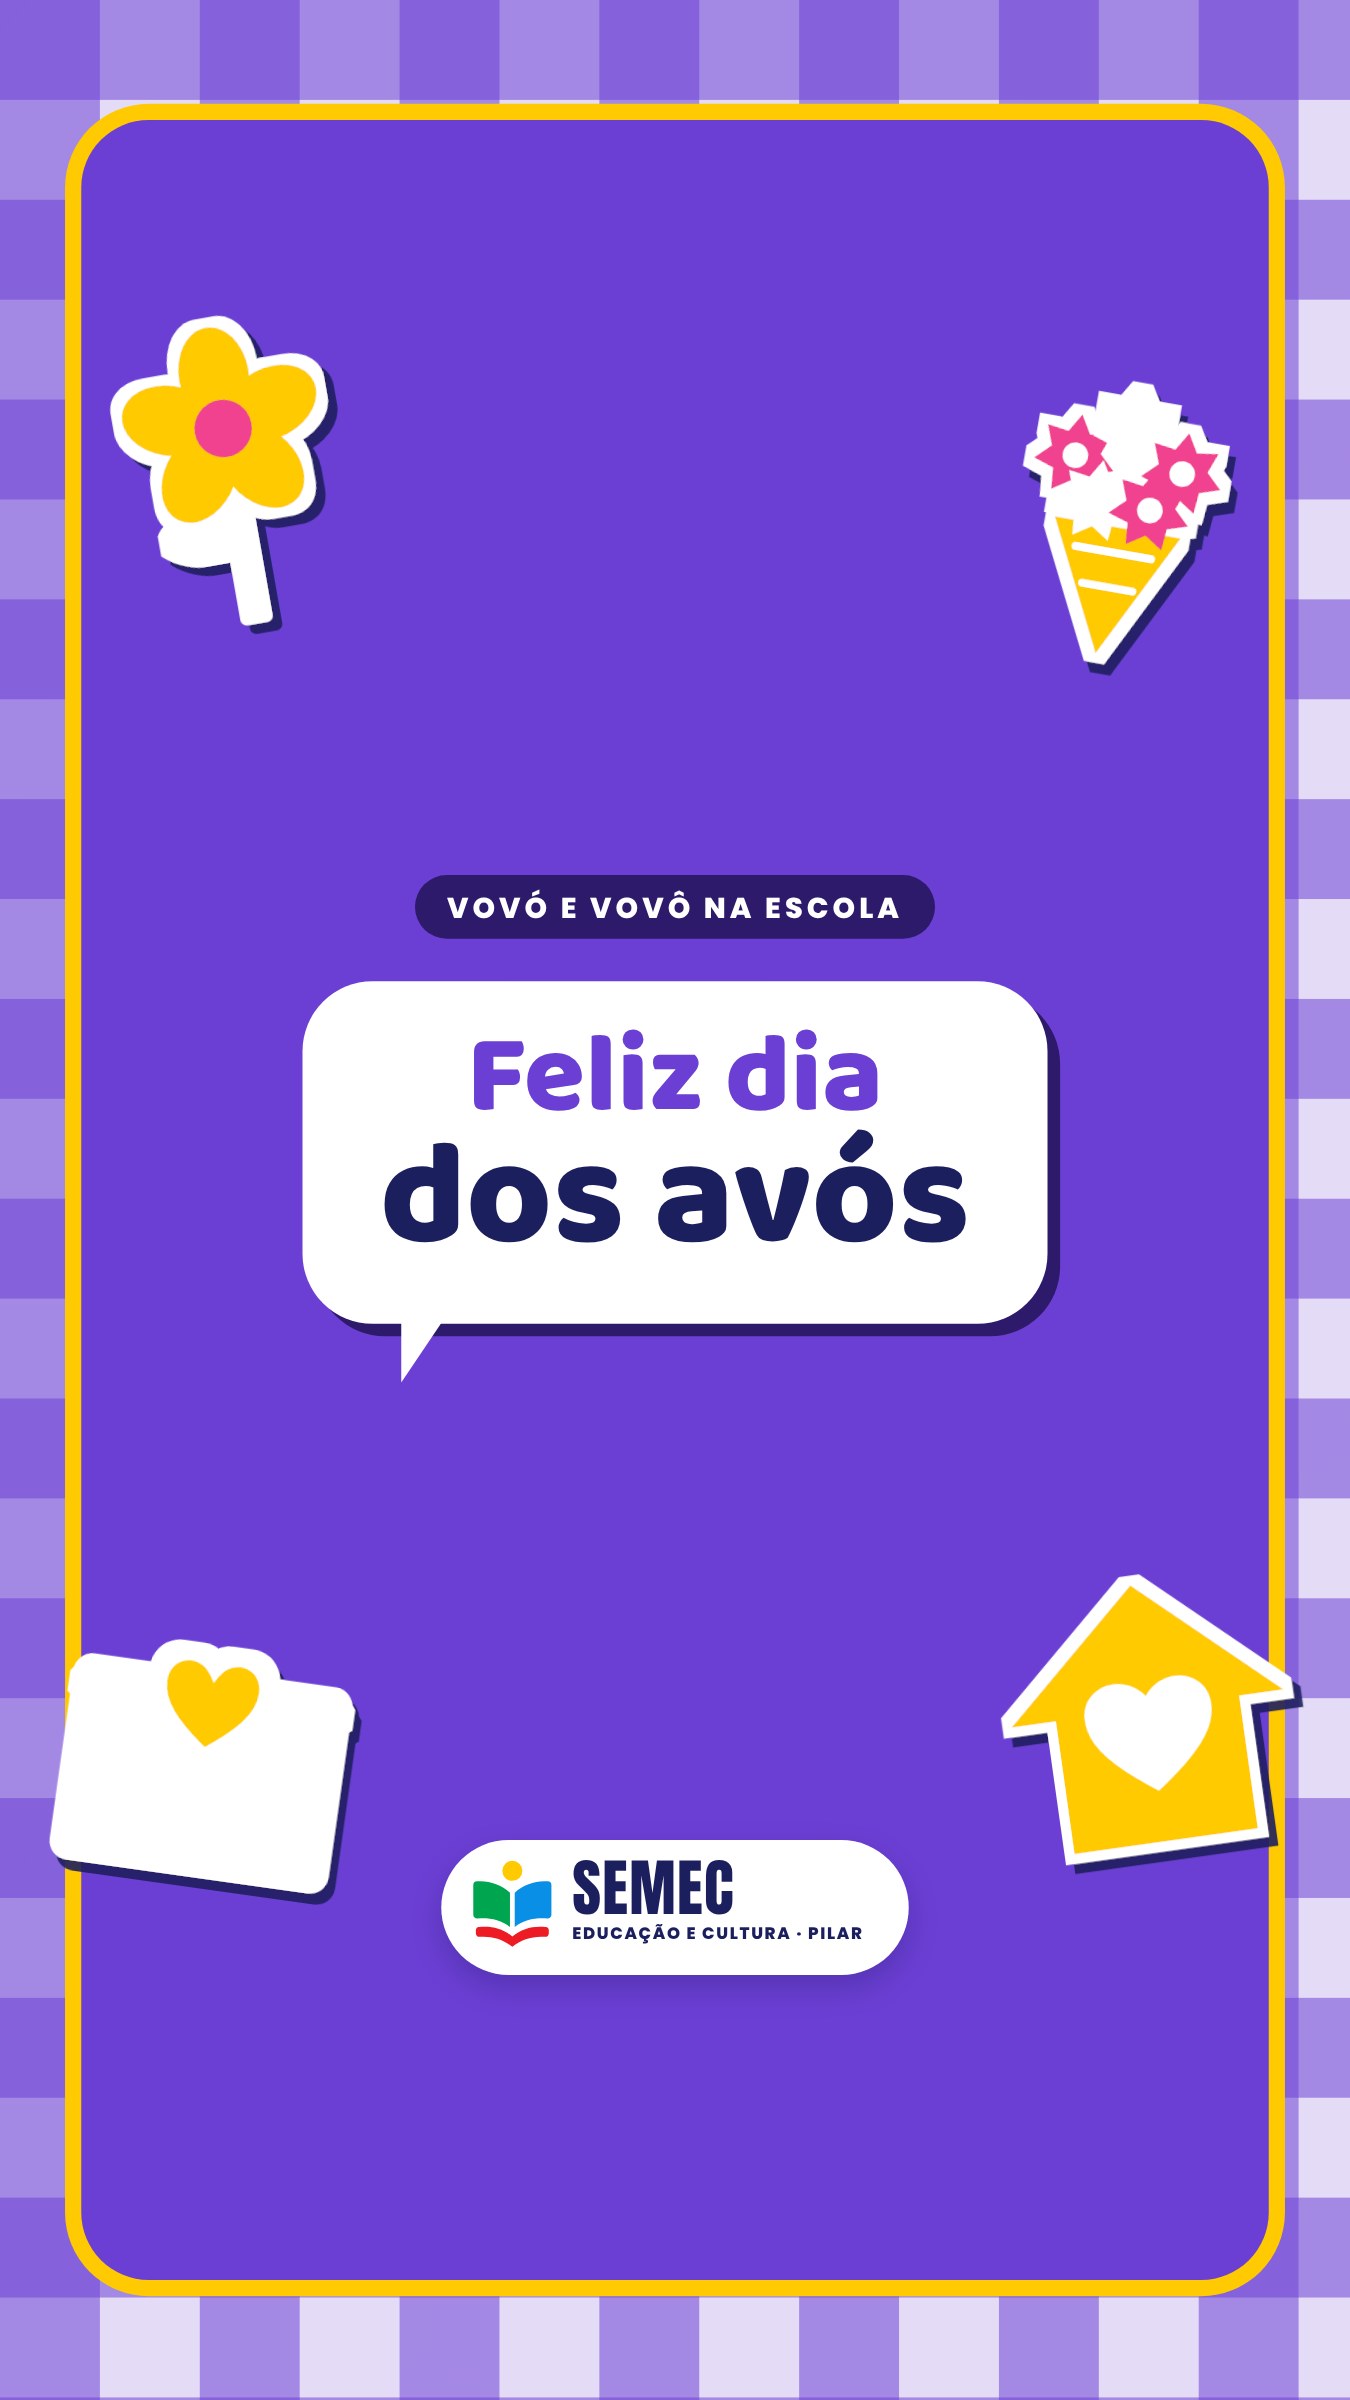 VOVÓ E VOVÔ NA ESCOLA
Feliz dia
dos avós
SEMEC
EDUCAÇÃO E CULTURA · PILAR